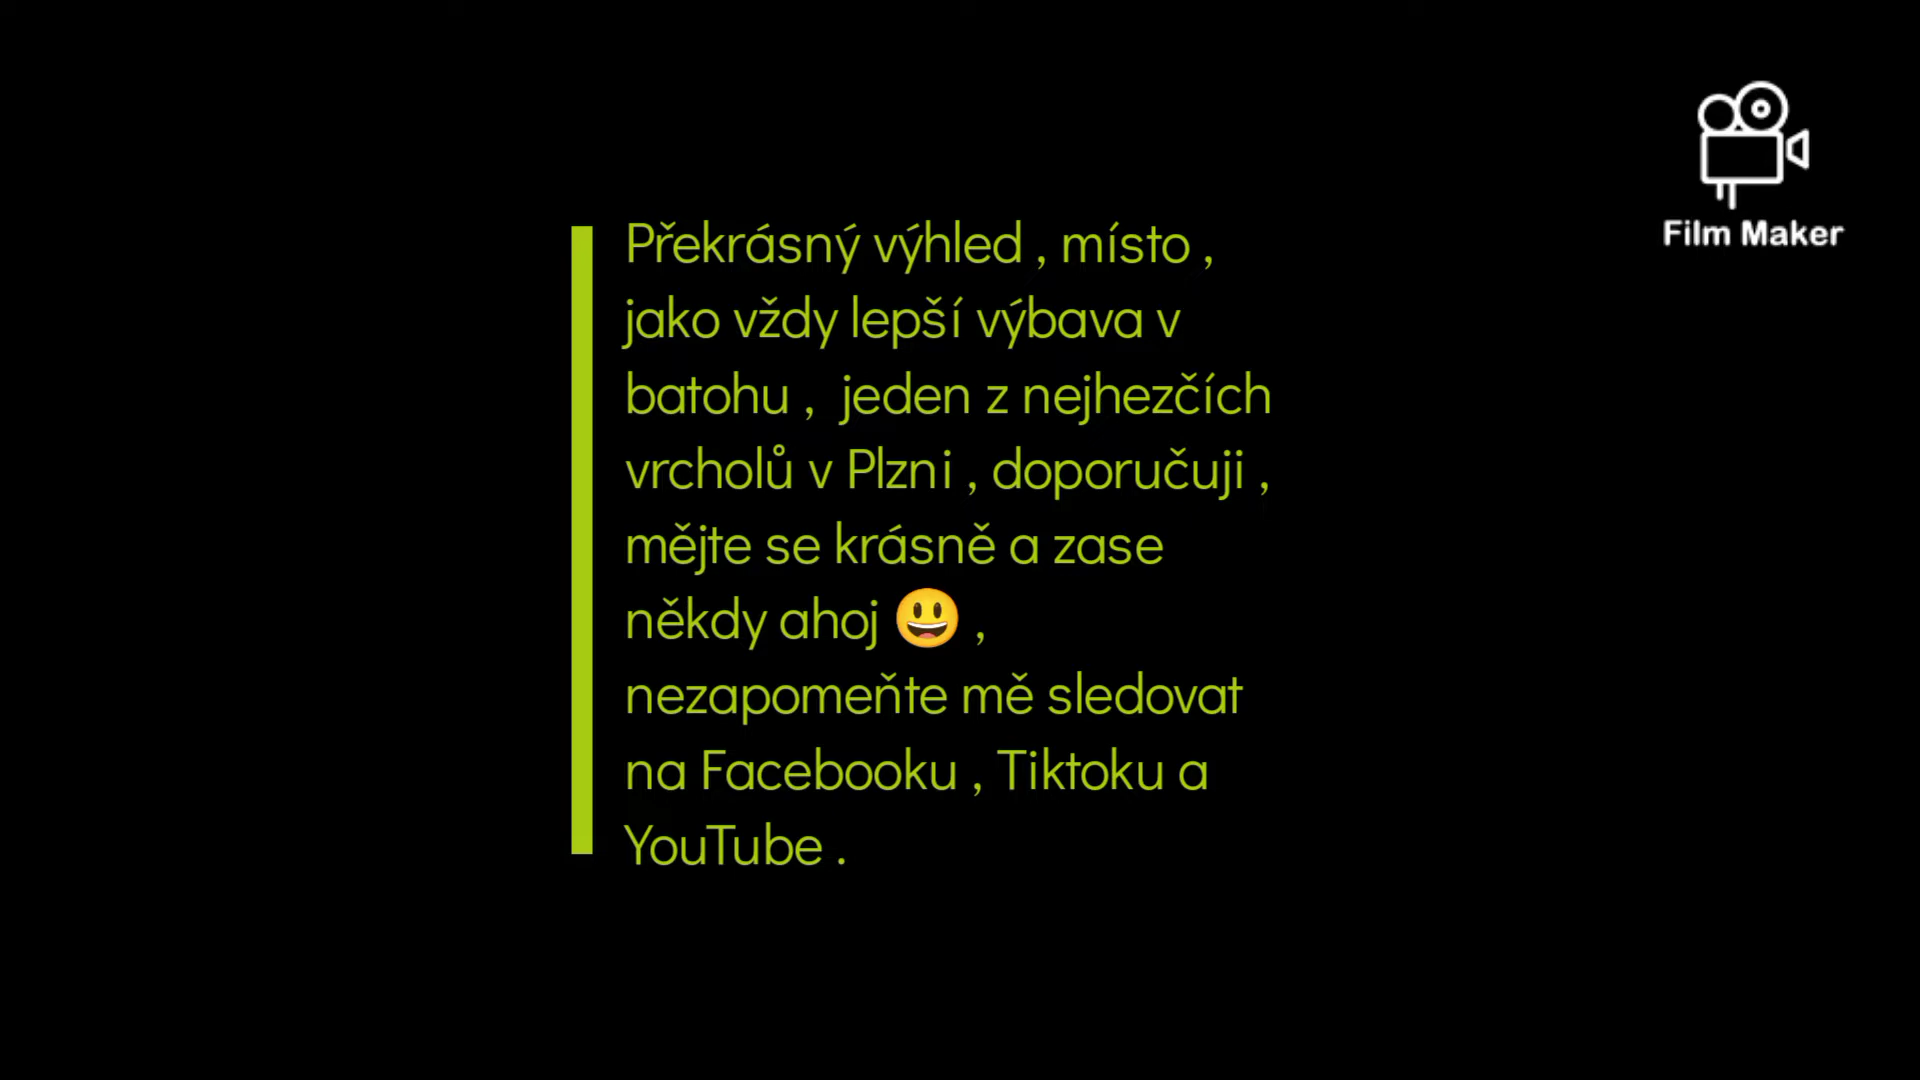 Překrásný výhled , místo ,
jako vždy lepší výbava v
batohu ,  jeden z nejhezčích
vrcholů v Plzni , doporučuji ,
mějte se krásně a zase
někdy ahoj 😃 ,
nezapomeňte mě sledovat
na Facebooku , Tiktoku a
YouTube .
Film Maker